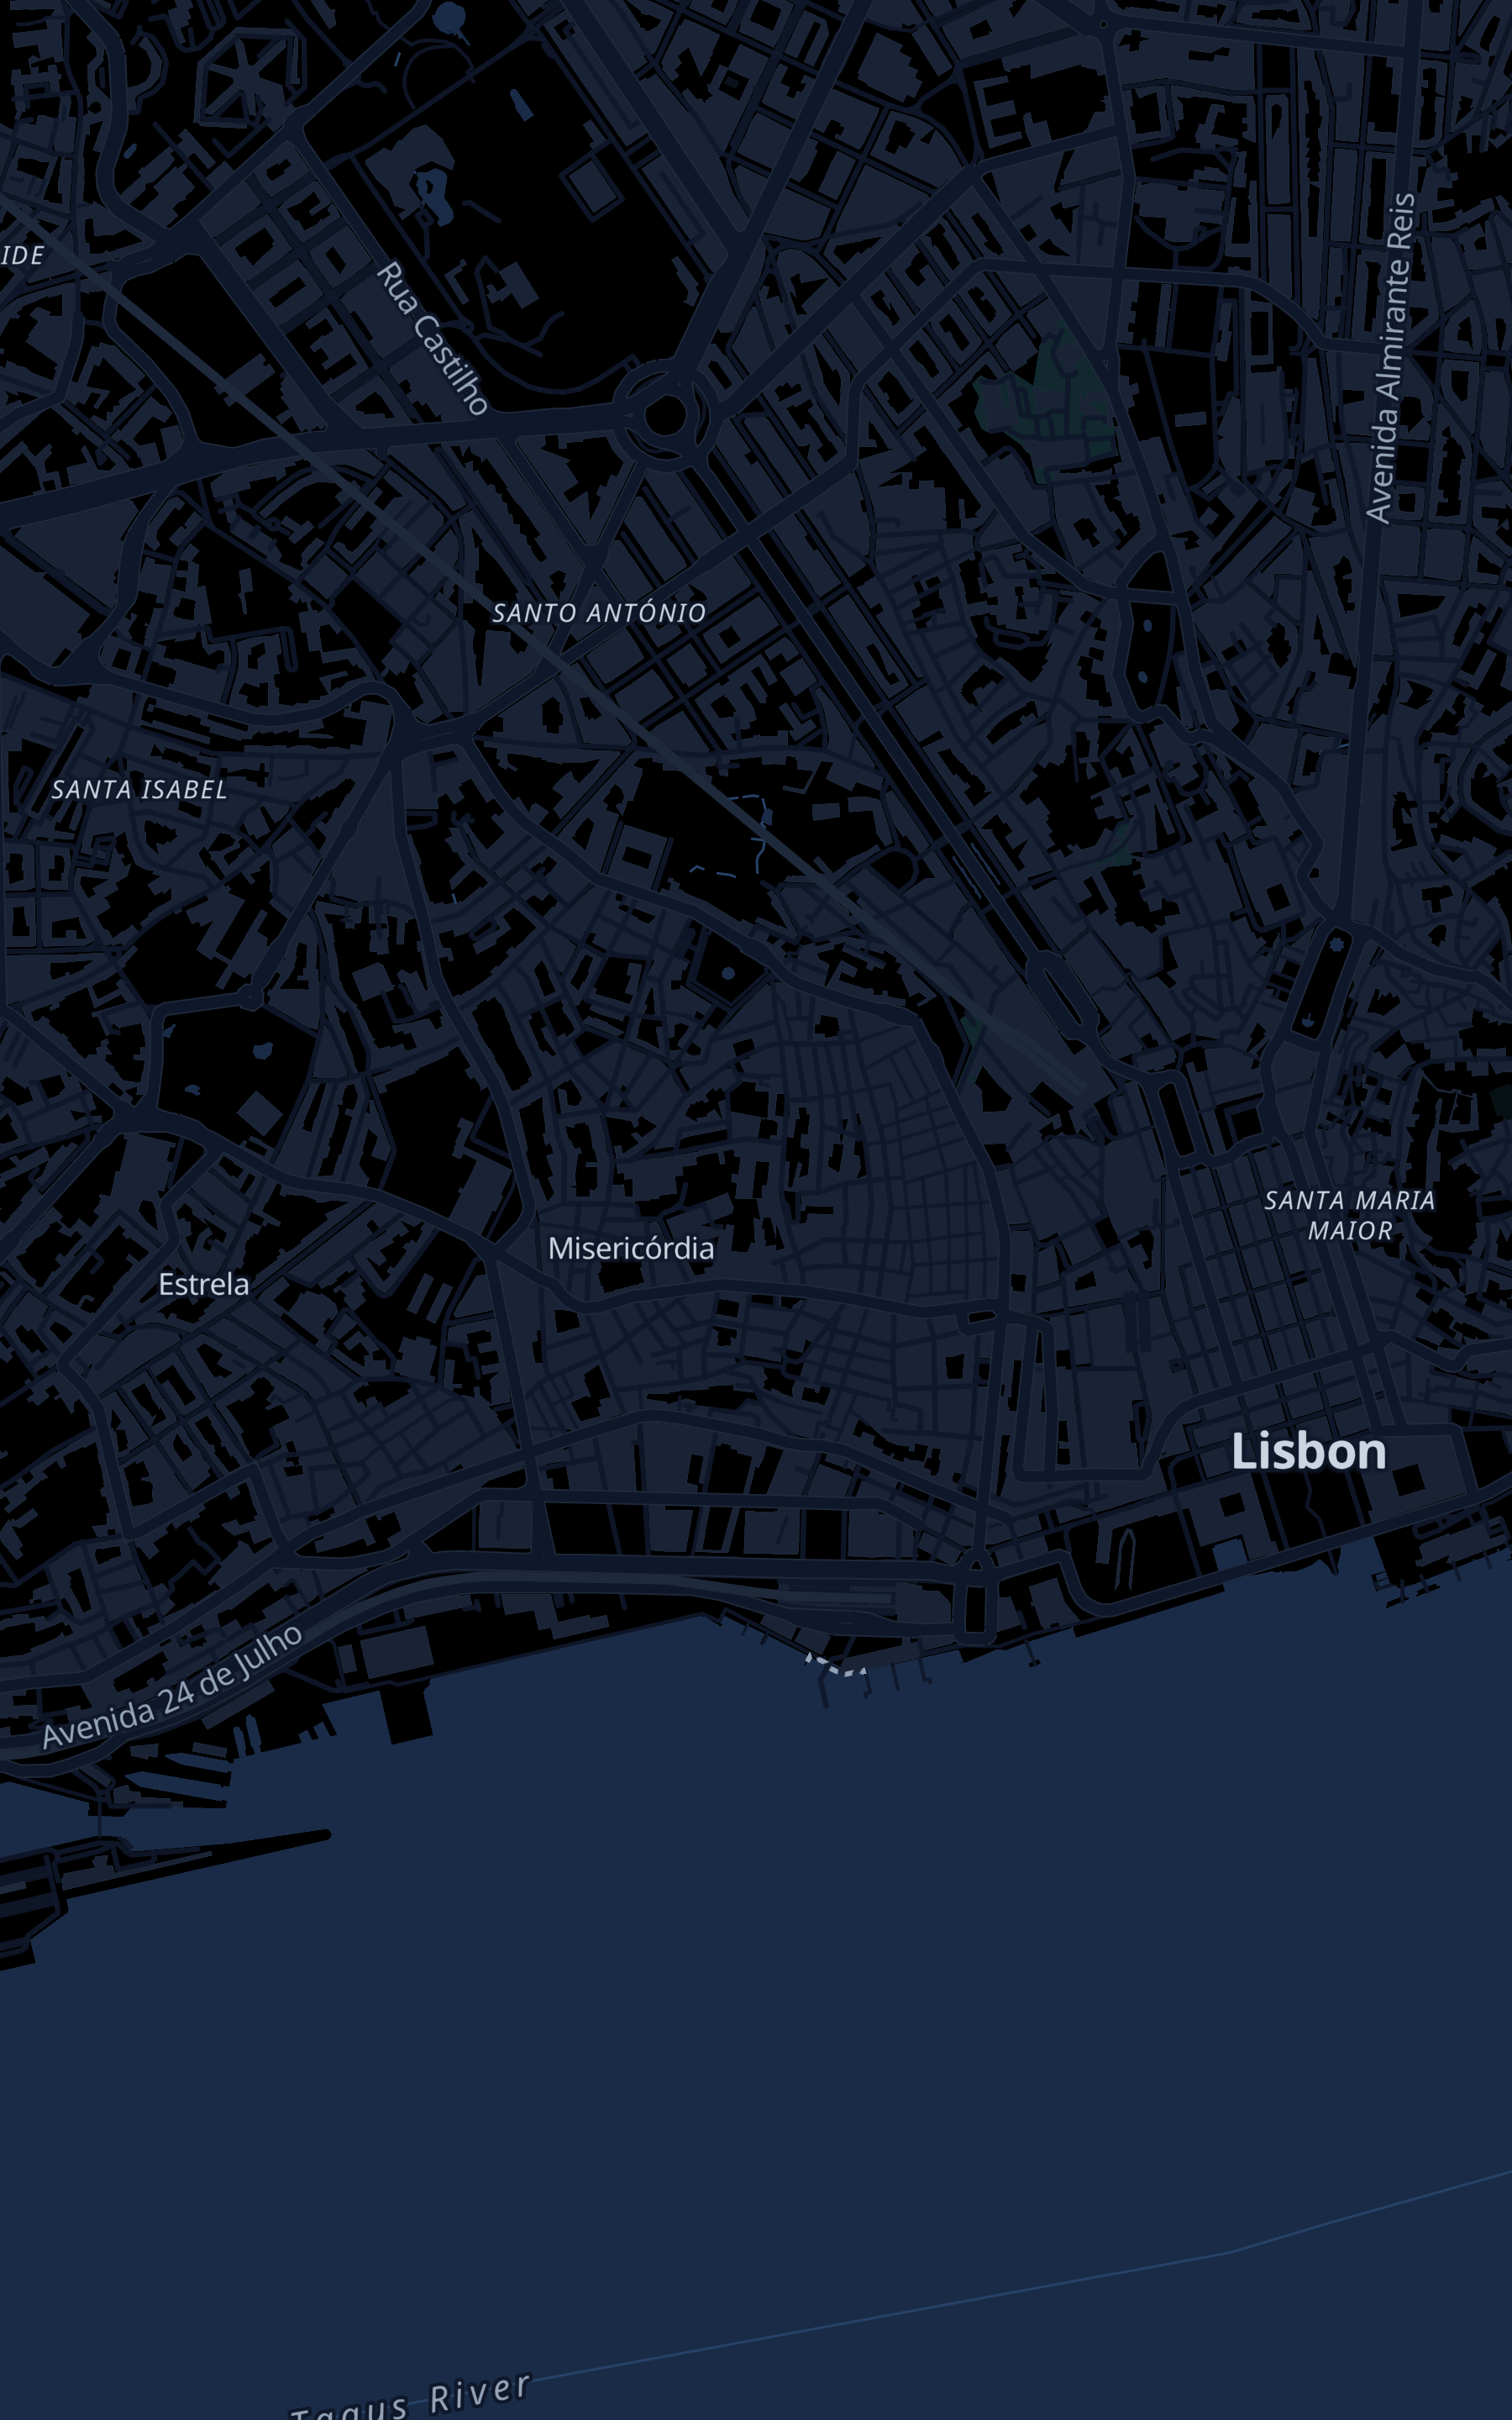 Avenida Almirante Reis
IDE
Rua Castilho
SANTO ANTÓNIO
SANTA ISABEL
SANTA MARIA
MAIOR
Misericórdia
Estrela
Lisbon
Avenida 24 de Julho
Tagus River